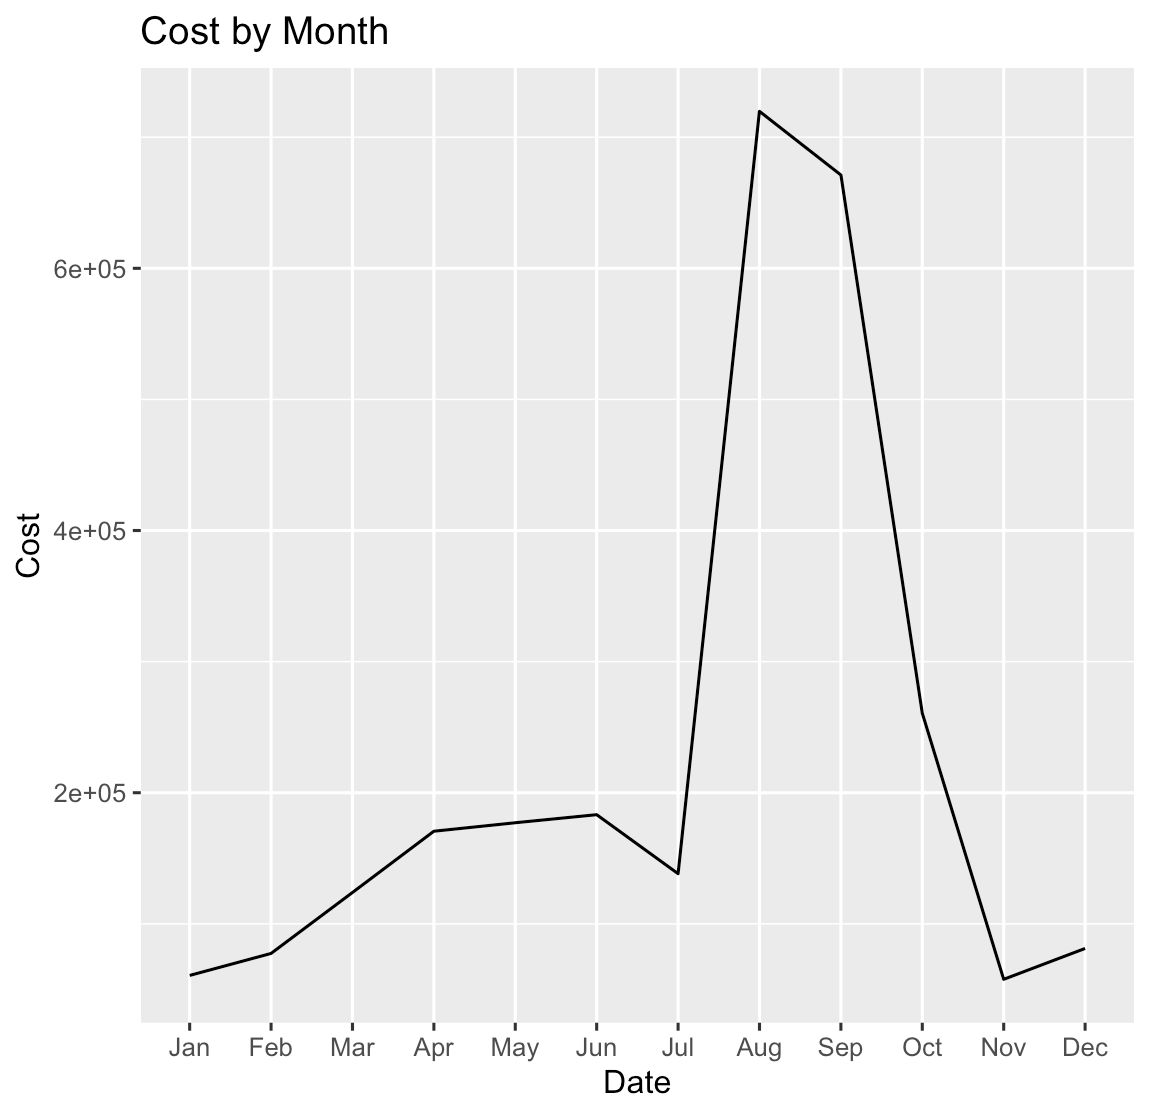 Cost by Month
Cost
6e+05
4e+05
2e+05
Jan Feb Mar Apr May Jun Jul Aug Sep Oct Nov Dec
Date